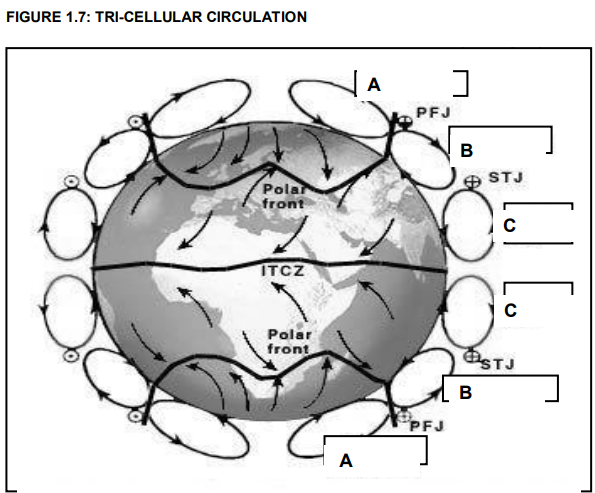 FIGURE 1.7: TRI-CELLULAR CIRCULATION
A
PFJ
B
STJ
Polar
front
C
ITCZ
C
Polar
front
STJ
B
PFJ
A